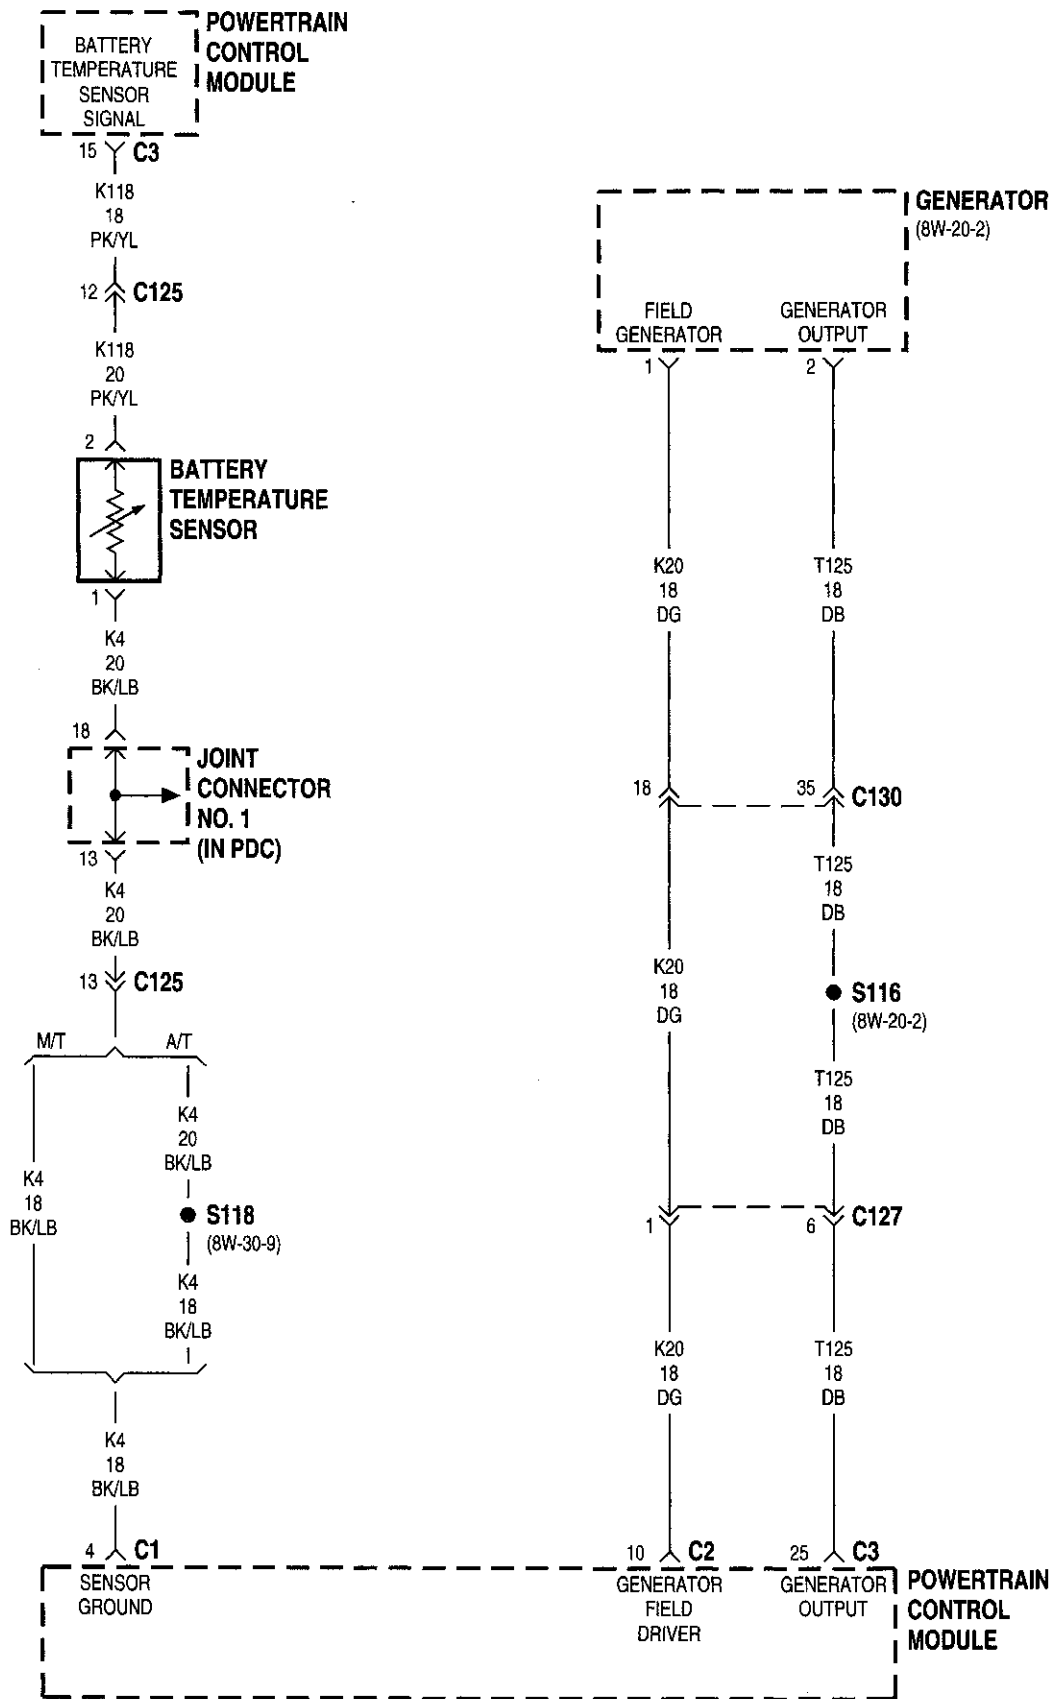 POWERTRAIN
CONTROL
MODULE
BATTERY
TEMPERATURE
SENSOR
SIGNAL
15 C3
K118
18
PK/YL
12 C125
K118
20
PK/YL
2
BATTERY
TEMPERATURE
SENSOR
1
K4
20
BK/LB
18
JOINT
CONNECTOR
NO. 1
(IN PDC)
13
K4
20
BK/LB
13 C125
M/T A/T
K4
18
BK/LB
K4
20
BK/LB
S118
(8W-30-9)
K4
18
BK/LB
K4
18
BK/LB
4 C1
SENSOR
GROUND
GENERATOR
(8W-20-2)
FIELD
GENERATOR
GENERATOR
OUTPUT
1 2
K20
18
DG
T125
18
DB
18 35 C130
T125
18
DB
K20
18
DG
S116
(8W-20-2)
T125
18
DB
1 6 C127
K20
18
DG
T125
18
DB
10 C2 25 C3
GENERATOR
FIELD
DRIVER
GENERATOR
OUTPUT
POWERTRAIN
CONTROL
MODULE